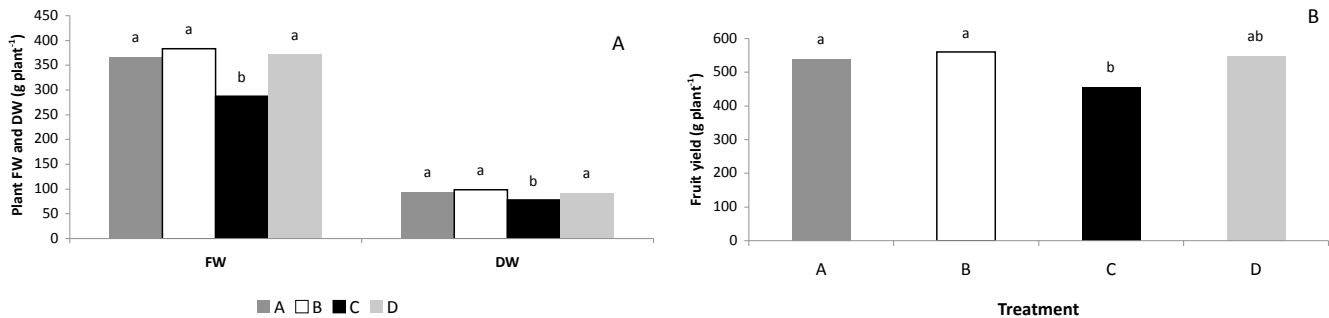 A
Plant FW and DW (g plant⁻¹)
450
400
350
300
250
200
150
100
50
0
a a b a
a a b a
FW DW
A B C D
B
Fruit yield (g plant⁻¹)
600
500
400
300
200
100
0
a a b ab
A B C D
Treatment